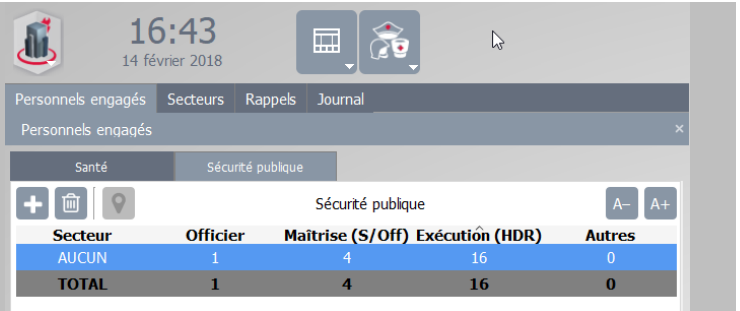 16:43
14 février 2018
Personnels engagés Secteurs Rappels Journal
Personnels engagés ×
Santé Sécurité publique
Sécurité publique A− A+
Secteur Officier Maîtrise (S/Off) Exécution (HDR) Autres
AUCUN 1 4 16 0
TOTAL 1 4 16 0